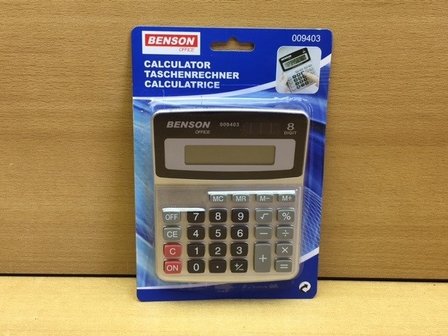 BENSON
OFFICE
009403
CALCULATOR
TASCHENRECHNER
CALCULATRICE
BENSON
OFFICE
009403
8
DIGIT
MC MR M- M+
OFF 7 8 9 √ %
CE 4 5 6 - ÷
C 1 2 3 + ×
ON 0 . +/- =